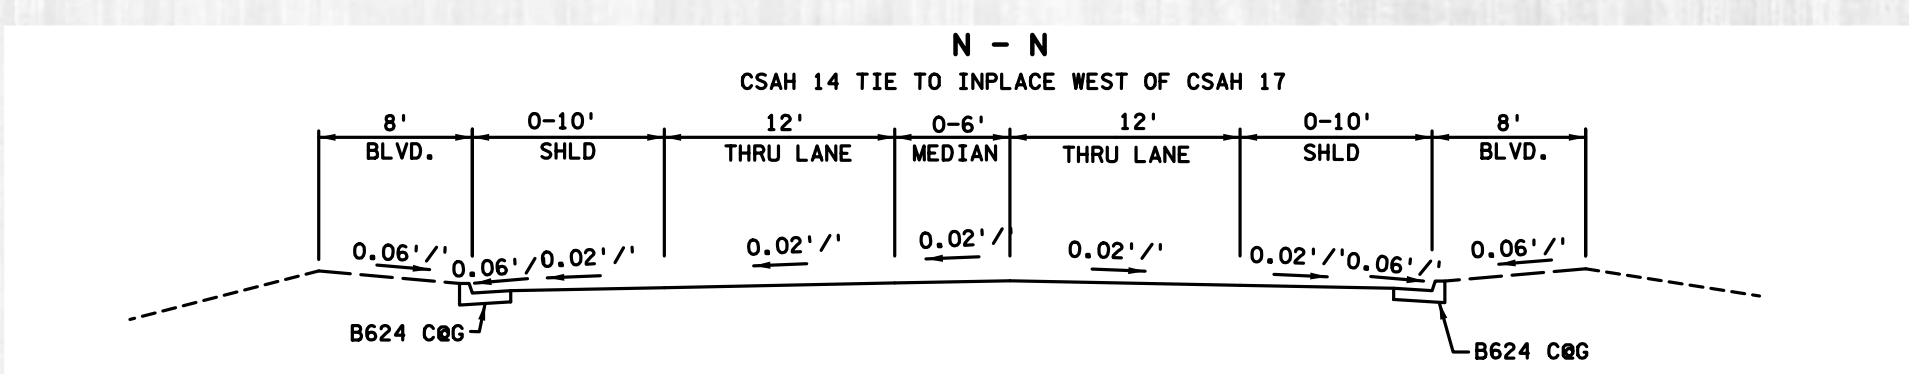 N - N
CSAH 14 TIE TO INPLACE WEST OF CSAH 17
8' 0-10' 12' 0-6' 12' 0-10' 8'
BLVD. SHLD THRU LANE MEDIAN THRU LANE SHLD BLVD.
0.06'/' 0.06'/ 0.02'/' 0.02'/' 0.02'/' 0.02'/' 0.02'/' 0.06'/' 0.06'/'
B624 C@G B624 C@G